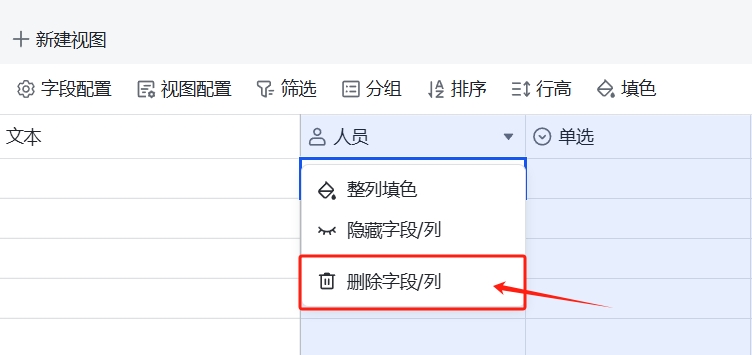 新建视图
字段配置 视图配置 筛选 分组 排序 行高 填色
文本 人员 单选
整列填色
隐藏字段/列
删除字段/列